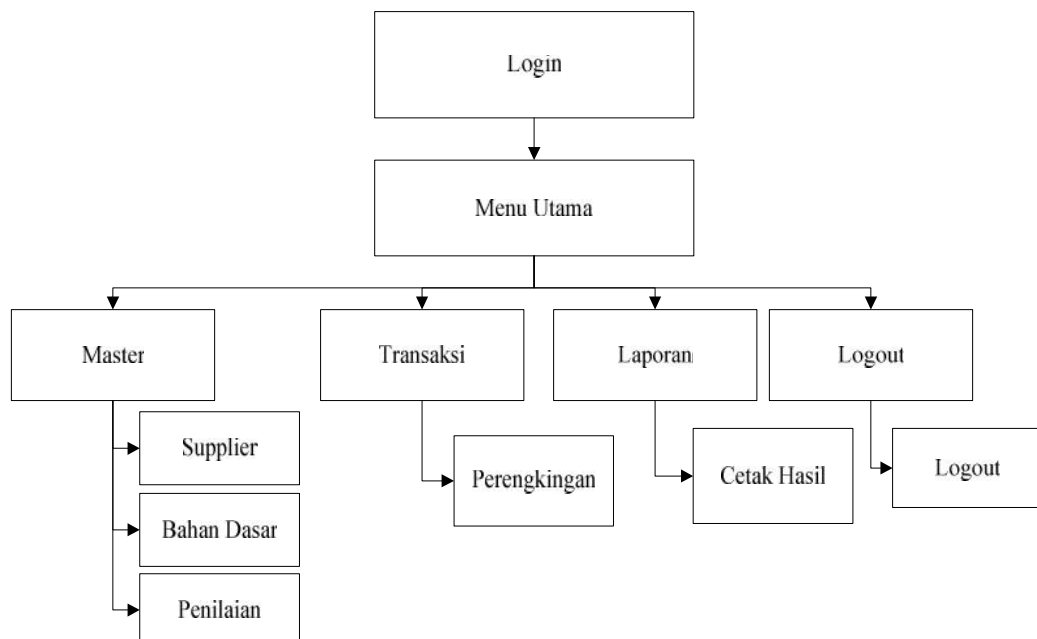 Login
Menu Utama
Master
Transaksi
Laporan
Logout
Supplier
Bahan Dasar
Penilaian
Perengkingan
Cetak Hasil
Logout